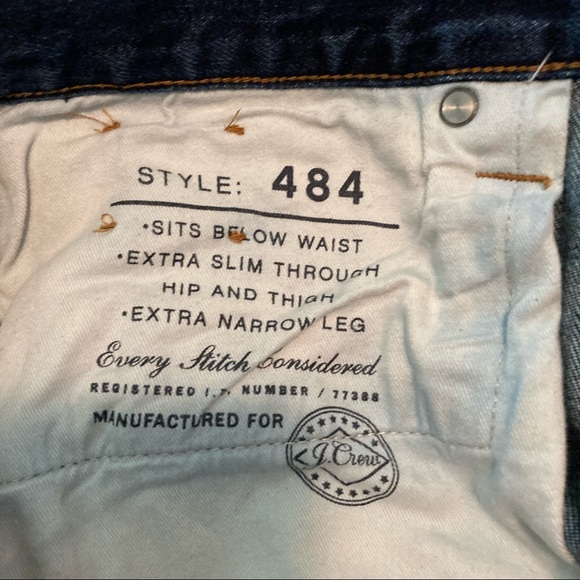 STYLE: 484
•SITS BELOW WAIST
•EXTRA SLIM THROUGH
HIP AND THIGH
•EXTRA NARROW LEG
Every Stitch Considered
REGISTERED I.D. NUMBER / 77388
MANUFACTURED FOR
J.Crew